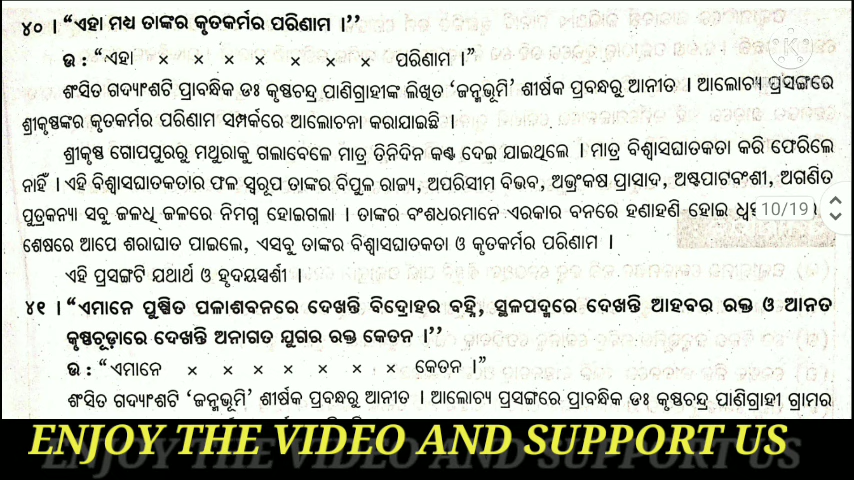 ୪୦ । “ଏହା ମଧ୍ୟ ତାଙ୍କର କୃତକର୍ମର ପରିଣାମ ।’’
ଉ : “ଏହା × × × × × × × ପରିଣାମ ।”
ଶଂସିତ ଗଦ୍ୟାଂଶଟି ପ୍ରାବନ୍ଧିକ ଡଃ କୃଷ୍ଣଚନ୍ଦ୍ର ପାଣିଗ୍ରାହୀଙ୍କ ଲିଖିତ ‘ଜନ୍ମଭୂମି’ ଶୀର୍ଷକ ପ୍ରବନ୍ଧରୁ ଆନୀତ । ଆଲୋଚ୍ୟ ପ୍ରସଙ୍ଗରେ
ଶ୍ରୀକୃଷ୍ଣଙ୍କର କୃତକର୍ମର ପରିଣାମ ସମ୍ପର୍କରେ ଆଲୋଚନା କରାଯାଇଛି ।
ଶ୍ରୀକୃଷ୍ଣ ଗୋପପୁରରୁ ମଥୁରାକୁ ଗଲାବେଳେ ମାତ୍ର ତିନିଦିନ କଣ୍ଟ ଦେଇ ଯାଇଥିଲେ । ମାତ୍ର ବିଶ୍ୱାସଘାତକତା କରି ଫେରିଲେ
ନାହିଁ । ଏହି ବିଶ୍ୱାସଘାତକତାର ଫଳ ସ୍ୱରୂପ ତାଙ୍କର ବିପୁଳ ରାଜ୍ୟ, ଅପରିସୀମ ବିଭବ, ଅଭ୍ରଂକଷ ପ୍ରାସାଦ, ଅଷ୍ଟପାଟବଂଶୀ, ଅଗଣିତ
ପୁତ୍ରକନ୍ୟା ସବୁ ଜଳଧି ଜଳରେ ନିମଗ୍ନ ହୋଇଗଲା । ତାଙ୍କର ବଂଶଧରମାନେ ଏରକାର ବନରେ ହଣାହଣି ହୋଇ 10/19
ଶେଷରେ ଆପେ ଶରାଘାତ ପାଇଲେ, ଏସବୁ ତାଙ୍କର ବିଶ୍ୱାସଘାତକତା ଓ କୃତକର୍ମର ପରିଣାମ ।
ଏହି ପ୍ରସଙ୍ଗଟି ଯଥାର୍ଥ ଓ ହୃଦୟସ୍ପର୍ଶୀ ।
୪୧ । “ଏମାନେ ପୁଷ୍ପିତ ପଳାଶବନରେ ଦେଖନ୍ତି ବିଦ୍ରୋହର ବହ୍ନି, ସ୍ଥଳପଦ୍ମରେ ଦେଖନ୍ତି ଆହବର ରକ୍ତ ଓ ଆନତ
କୃଷ୍ଣଚୂଡ଼ାରେ ଦେଖନ୍ତି ଅନାଗତ ଯୁଗର ରକ୍ତ କେତନ ।’’
ଉ : “ଏମାନେ × × × × × × × କେତନ ।”
ଶଂସିତ ଗଦ୍ୟାଂଶଟି ‘ଜନ୍ମଭୂମି’ ଶୀର୍ଷକ ପ୍ରବନ୍ଧରୁ ଆନୀତ । ଆଲୋଚ୍ୟ ପ୍ରସଙ୍ଗରେ ପ୍ରାବନ୍ଧିକ ଡଃ କୃଷ୍ଣଚନ୍ଦ୍ର ପାଣିଗ୍ରାହୀ ଗ୍ରାମର
ENJOY THE VIDEO AND SUPPORT US